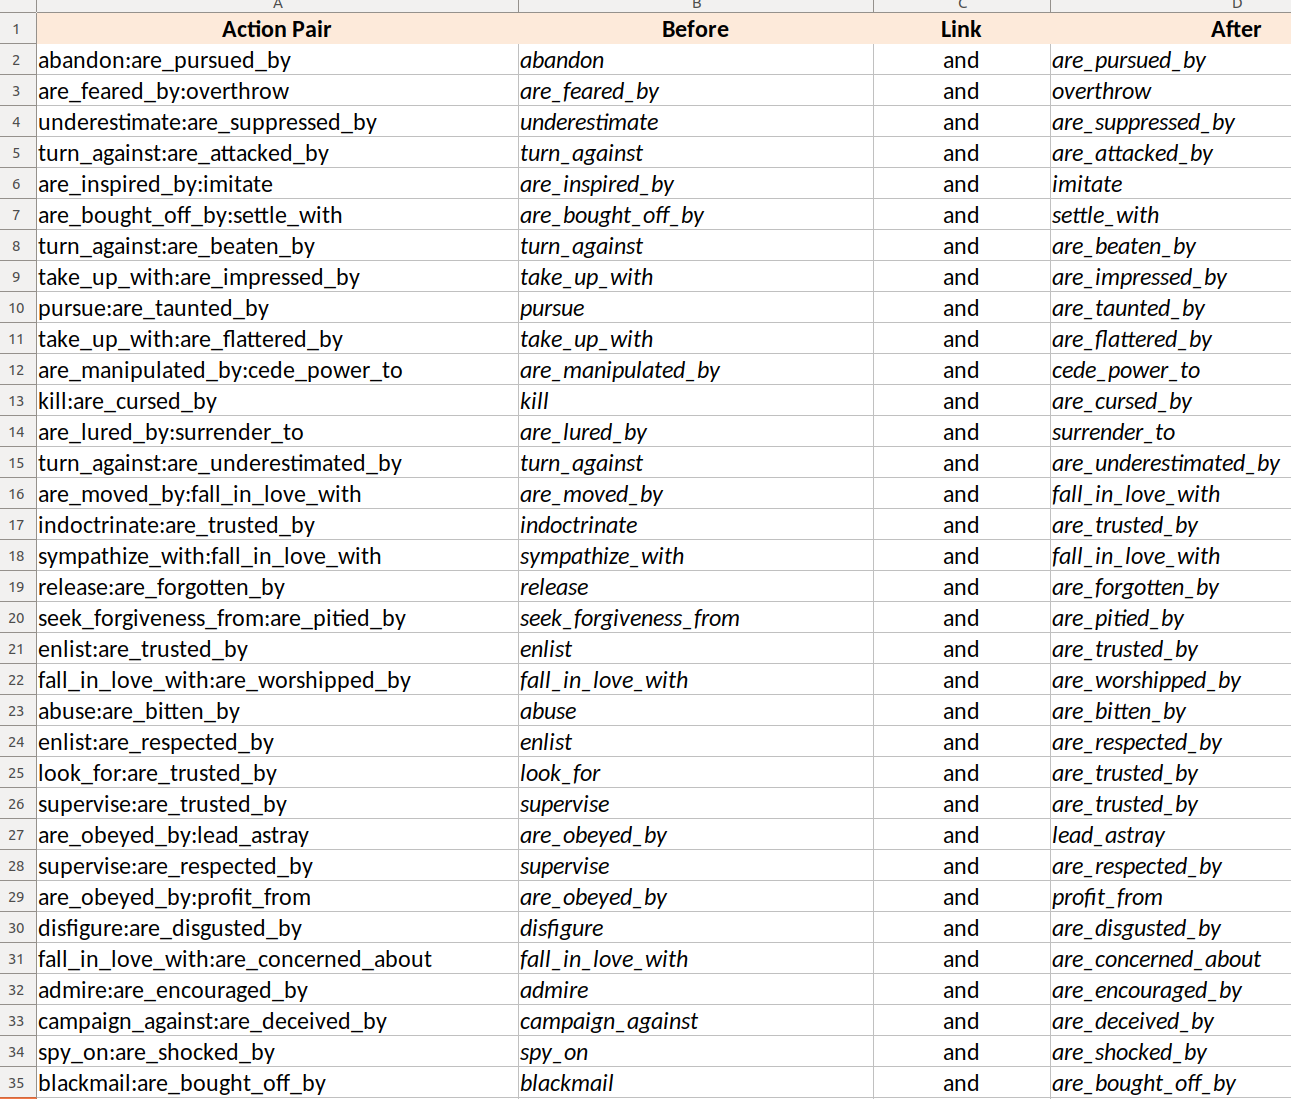 A B C D
1 Action Pair Before Link After
2 abandon:are_pursued_by abandon and are_pursued_by
3 are_feared_by:overthrow are_feared_by and overthrow
4 underestimate:are_suppressed_by underestimate and are_suppressed_by
5 turn_against:are_attacked_by turn_against and are_attacked_by
6 are_inspired_by:imitate are_inspired_by and imitate
7 are_bought_off_by:settle_with are_bought_off_by and settle_with
8 turn_against:are_beaten_by turn_against and are_beaten_by
9 take_up_with:are_impressed_by take_up_with and are_impressed_by
10 pursue:are_taunted_by pursue and are_taunted_by
11 take_up_with:are_flattered_by take_up_with and are_flattered_by
12 are_manipulated_by:cede_power_to are_manipulated_by and cede_power_to
13 kill:are_cursed_by kill and are_cursed_by
14 are_lured_by:surrender_to are_lured_by and surrender_to
15 turn_against:are_underestimated_by turn_against and are_underestimated_by
16 are_moved_by:fall_in_love_with are_moved_by and fall_in_love_with
17 indoctrinate:are_trusted_by indoctrinate and are_trusted_by
18 sympathize_with:fall_in_love_with sympathize_with and fall_in_love_with
19 release:are_forgotten_by release and are_forgotten_by
20 seek_forgiveness_from:are_pitied_by seek_forgiveness_from and are_pitied_by
21 enlist:are_trusted_by enlist and are_trusted_by
22 fall_in_love_with:are_worshipped_by fall_in_love_with and are_worshipped_by
23 abuse:are_bitten_by abuse and are_bitten_by
24 enlist:are_respected_by enlist and are_respected_by
25 look_for:are_trusted_by look_for and are_trusted_by
26 supervise:are_trusted_by supervise and are_trusted_by
27 are_obeyed_by:lead_astray are_obeyed_by and lead_astray
28 supervise:are_respected_by supervise and are_respected_by
29 are_obeyed_by:profit_from are_obeyed_by and profit_from
30 disfigure:are_disgusted_by disfigure and are_disgusted_by
31 fall_in_love_with:are_concerned_about fall_in_love_with and are_concerned_about
32 admire:are_encouraged_by admire and are_encouraged_by
33 campaign_against:are_deceived_by campaign_against and are_deceived_by
34 spy_on:are_shocked_by spy_on and are_shocked_by
35 blackmail:are_bought_off_by blackmail and are_bought_off_by